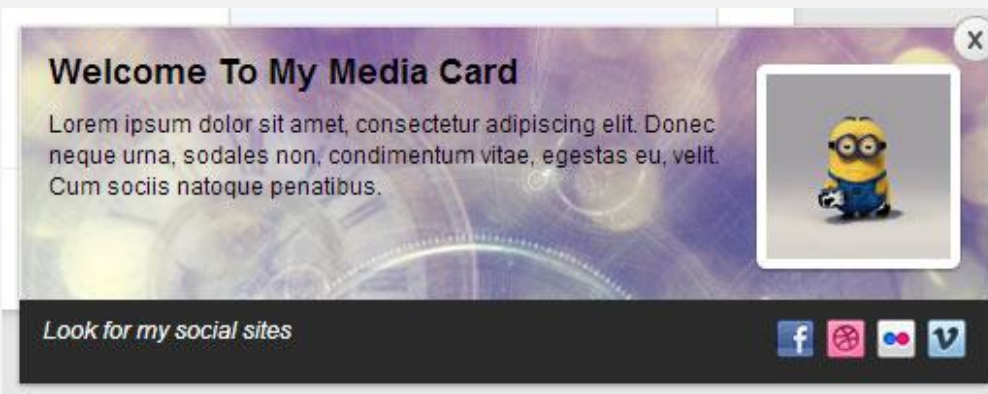 Welcome To My Media Card
Lorem ipsum dolor sit amet, consectetur adipiscing elit. Donec
neque urna, sodales non, condimentum vitae, egestas eu, velit.
Cum sociis natoque penatibus.
Look for my social sites